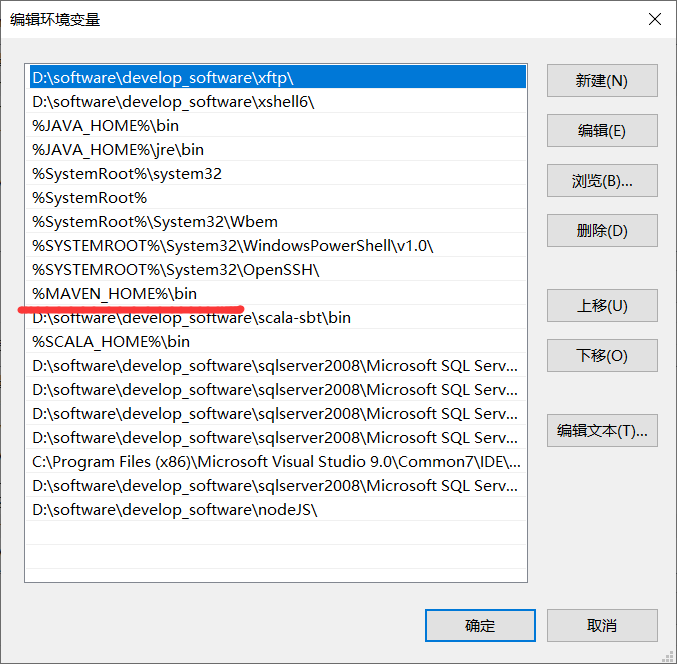 编辑环境变量
D:\software\develop_software\xftp\
D:\software\develop_software\xshell6\
%JAVA_HOME%\bin
%JAVA_HOME%\jre\bin
%SystemRoot%\system32
%SystemRoot%
%SystemRoot%\System32\Wbem
%SYSTEMROOT%\System32\WindowsPowerShell\v1.0\
%SYSTEMROOT%\System32\OpenSSH\
%MAVEN_HOME%\bin
D:\software\develop_software\scala-sbt\bin
%SCALA_HOME%\bin
D:\software\develop_software\sqlserver2008\Microsoft SQL Serv...
D:\software\develop_software\sqlserver2008\Microsoft SQL Serv...
D:\software\develop_software\sqlserver2008\Microsoft SQL Serv...
D:\software\develop_software\sqlserver2008\Microsoft SQL Serv...
C:\Program Files (x86)\Microsoft Visual Studio 9.0\Common7\IDE\...
D:\software\develop_software\sqlserver2008\Microsoft SQL Serv...
D:\software\develop_software\nodeJS\
新建(N)
编辑(E)
浏览(B)...
删除(D)
上移(U)
下移(O)
编辑文本(T)...
确定
取消